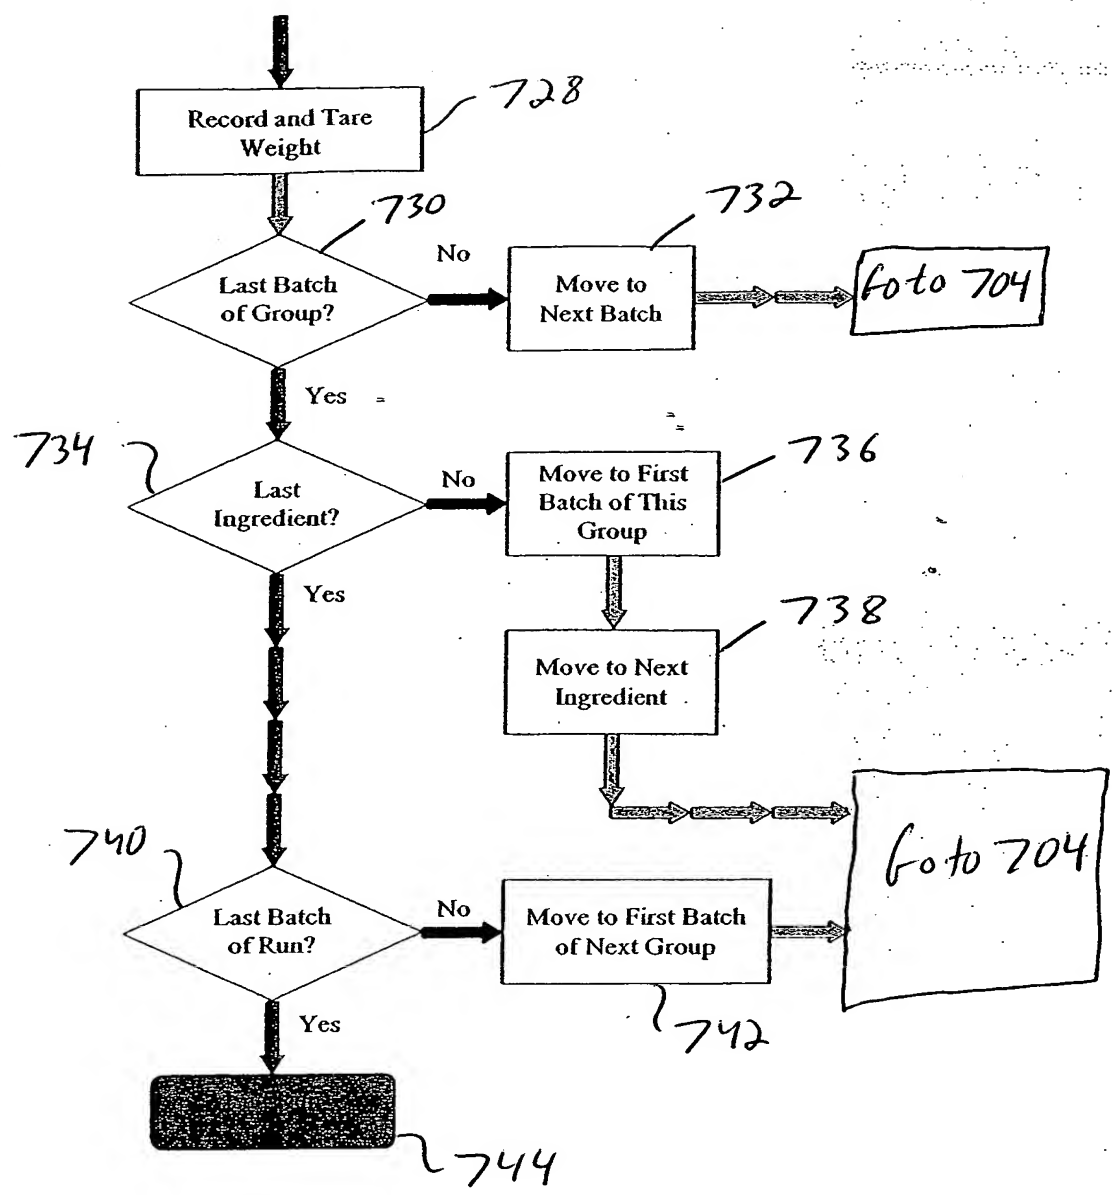 Record and Tare
Weight
728
730
732
Last Batch
of Group?
No
Move to
Next Batch
Go to 704
Yes
734
736
Last
Ingredient?
No
Move to First
Batch of This
Group
Yes
738
Move to Next
Ingredient
740
Go to 704
Last Batch
of Run?
No
Move to First Batch
of Next Group
742
Yes
744